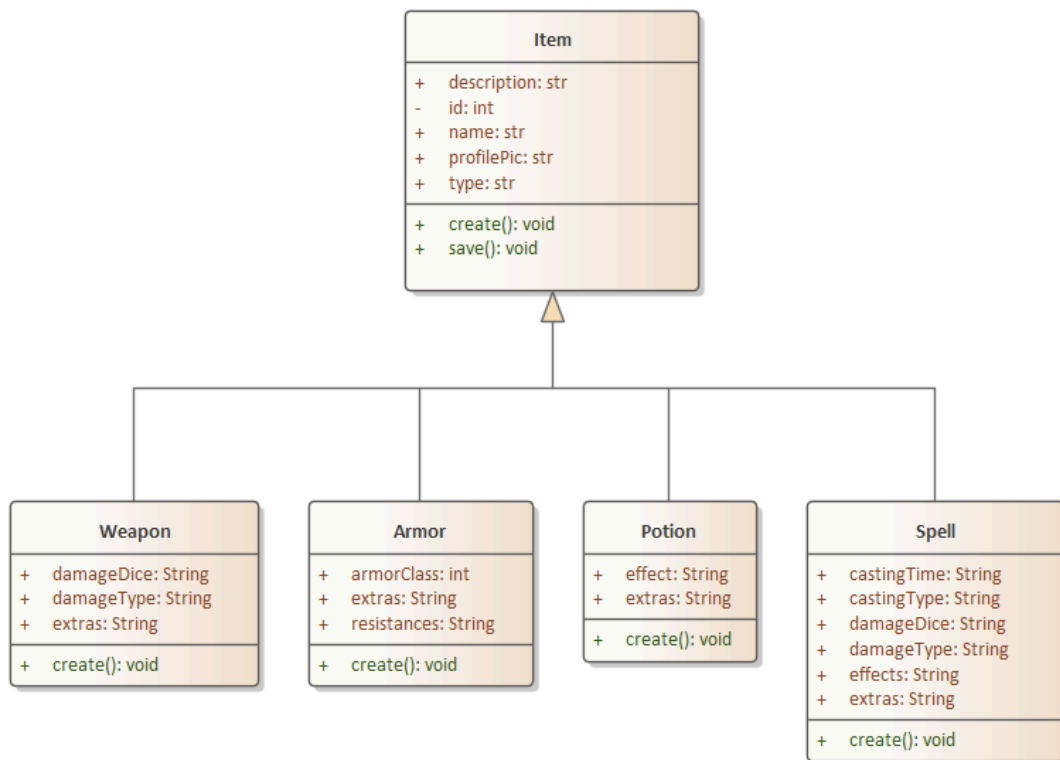 Item
+ description: str
- id: int
+ name: str
+ profilePic: str
+ type: str
+ create(): void
+ save(): void
Weapon
+ damageDice: String
+ damageType: String
+ extras: String
+ create(): void
Armor
+ armorClass: int
+ extras: String
+ resistances: String
+ create(): void
Potion
+ effect: String
+ extras: String
+ create(): void
Spell
+ castingTime: String
+ castingType: String
+ damageDice: String
+ damageType: String
+ effects: String
+ extras: String
+ create(): void